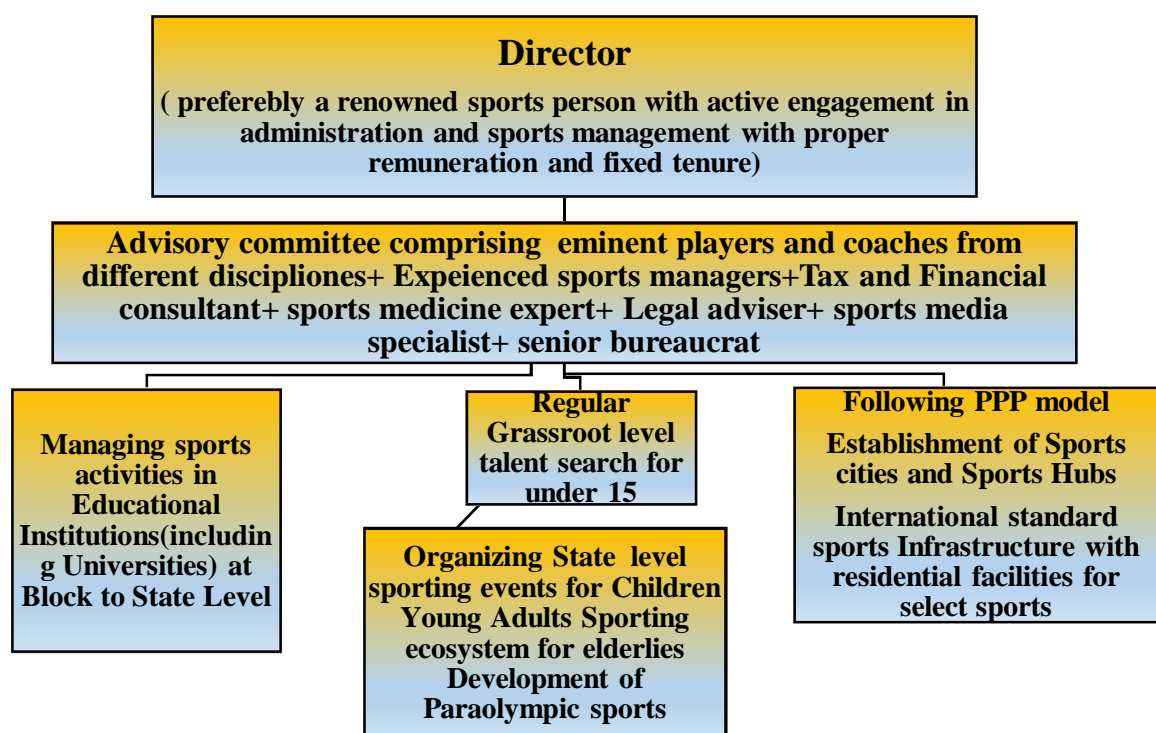 Director
( preferebly a renowned sports person with active engagement in
administration and sports management with proper
remuneration and fixed tenure)
Advisory committee comprising eminent players and coaches from
different discipliones+ Expeienced sports managers+Tax and Financial
consultant+ sports medicine expert+ Legal adviser+ sports media
specialist+ senior bureaucrat
Managing sports
activities in
Educational
Institutions(includin
g Universities) at
Block to State Level
Regular
Grassroot level
talent search for
under 15
Organizing State level
sporting events for Children
Young Adults Sporting
ecosystem for elderlies
Development of
Paraolympic sports
Following PPP model
Establishment of Sports
cities and Sports Hubs
International standard
sports Infrastructure with
residential facilities for
select sports